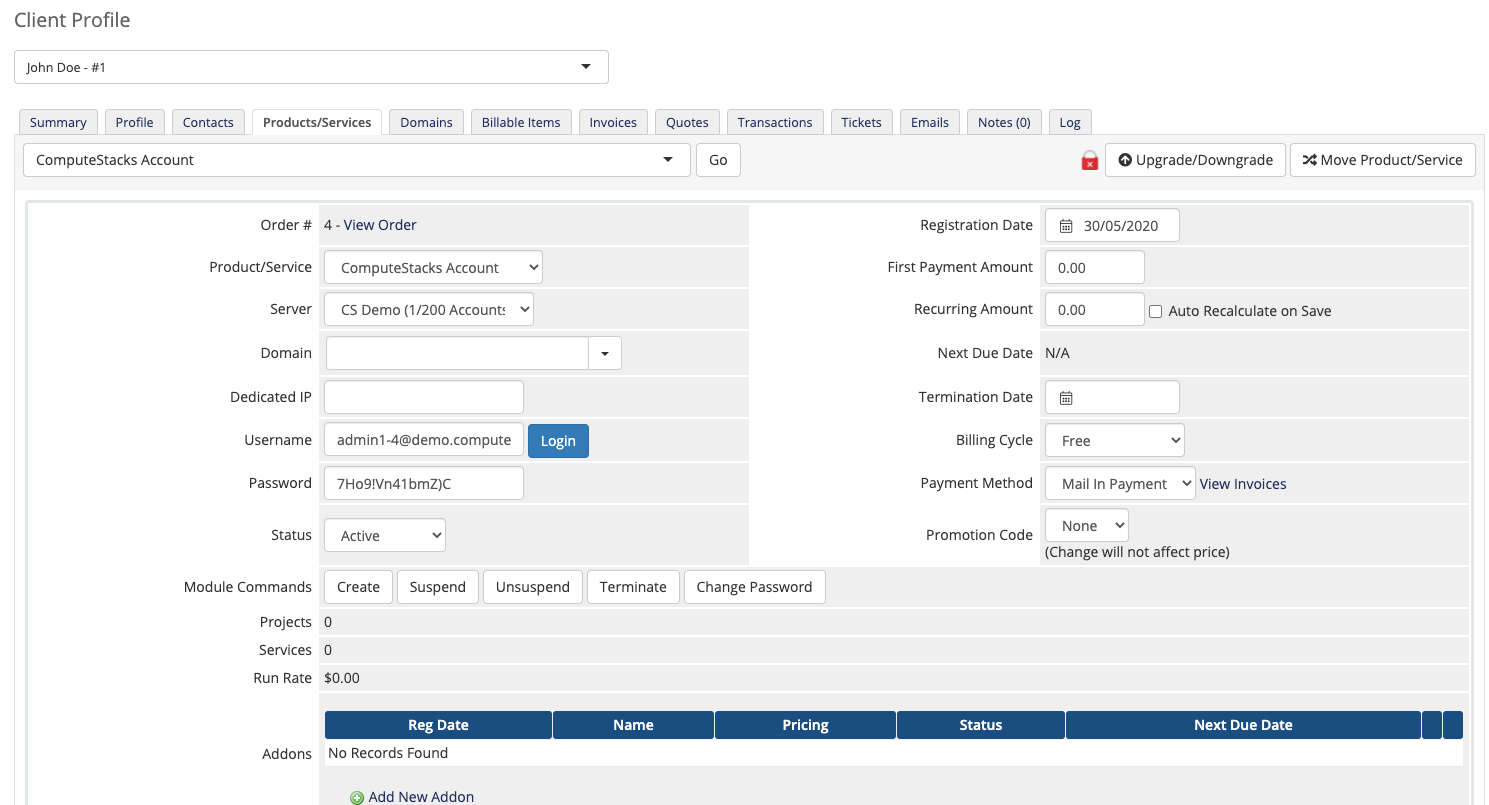 Client Profile
John Doe - #1
Summary Profile Contacts Products/Services Domains Billable Items Invoices Quotes Transactions Tickets Emails Notes (0) Log
ComputeStacks Account Go Upgrade/Downgrade Move Product/Service
Order # 4 - View Order Registration Date 30/05/2020
Product/Service ComputeStacks Account First Payment Amount 0.00
Server CS Demo (1/200 Accounts Recurring Amount 0.00 Auto Recalculate on Save
Domain Next Due Date N/A
Dedicated IP Termination Date
Username admin1-4@demo.compute Login Billing Cycle Free
Password 7Ho9!Vn41bmZ)C Payment Method Mail In Payment View Invoices
Status Active Promotion Code None
(Change will not affect price)
Module Commands Create Suspend Unsuspend Terminate Change Password
Projects 0
Services 0
Run Rate $0.00
Reg Date Name Pricing Status Next Due Date
Addons No Records Found
Add New Addon